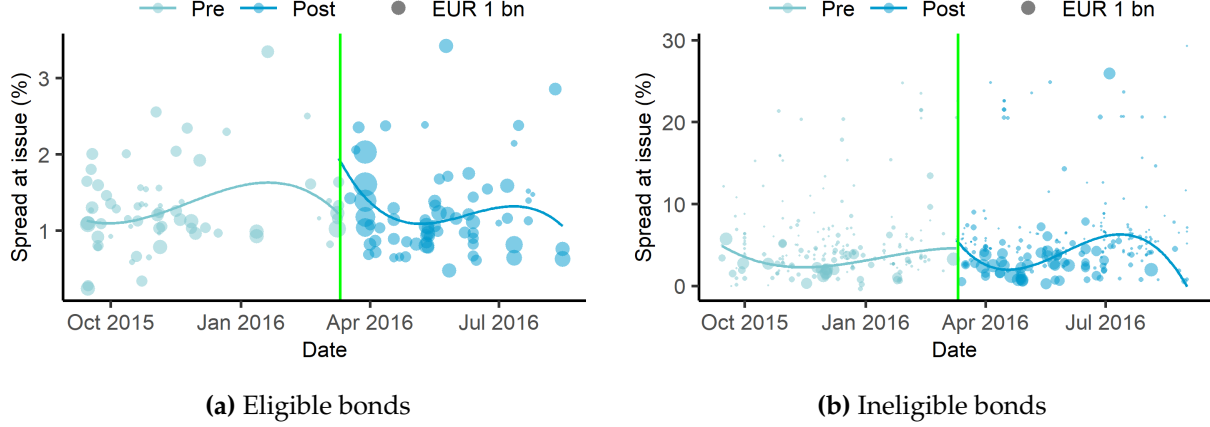 Pre Post EUR 1 bn
Spread at issue (%)
3
2
1
Oct 2015 Jan 2016 Apr 2016 Jul 2016
Date
(a) Eligible bonds
Pre Post EUR 1 bn
Spread at issue (%)
30
20
10
0
Oct 2015 Jan 2016 Apr 2016 Jul 2016
Date
(b) Ineligible bonds